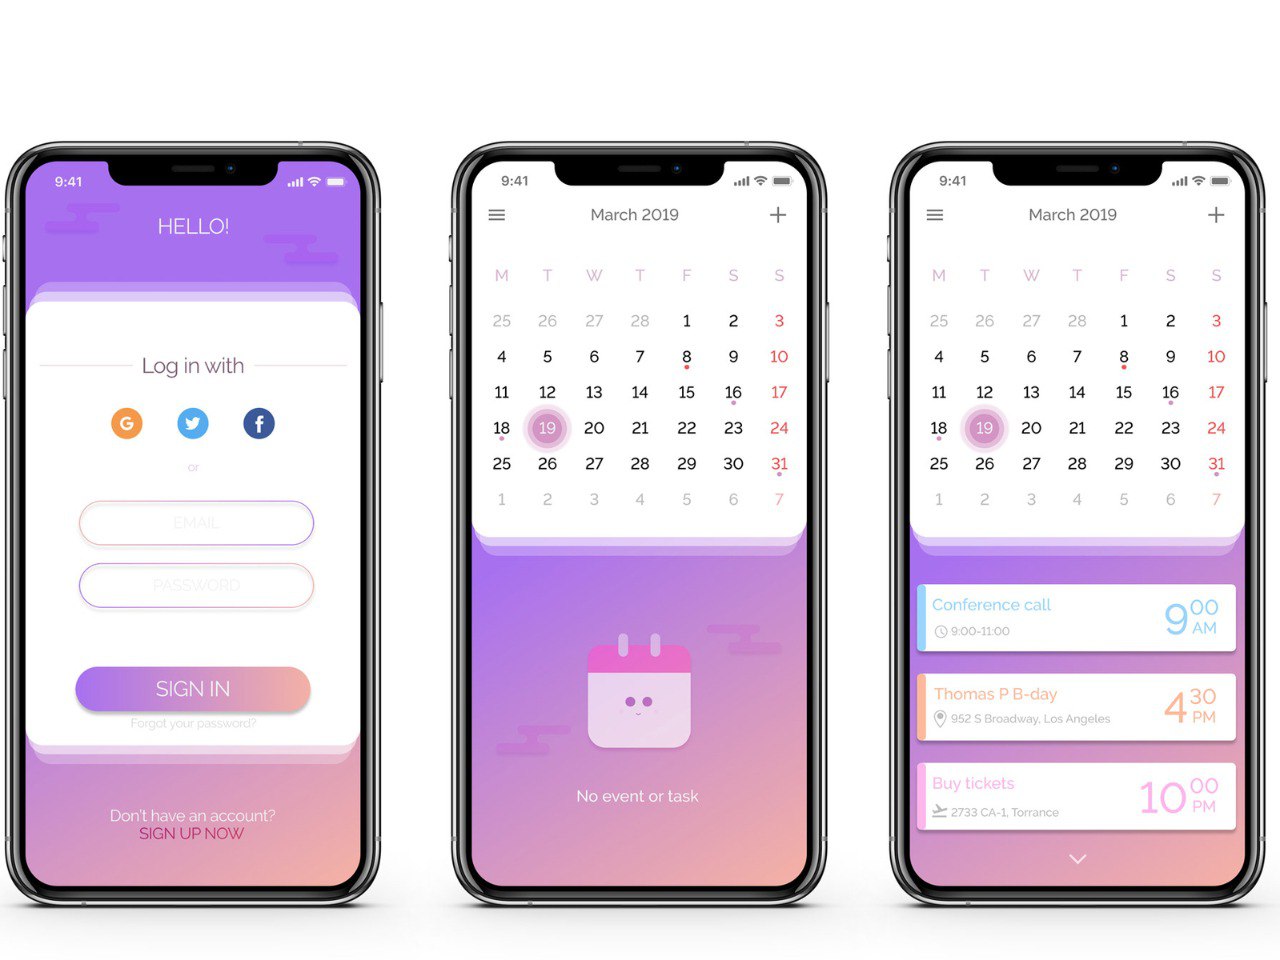 9:41
HELLO!
Log in with
G
f
or
EMAIL
PASSWORD
SIGN IN
Forgot your password?
Don't have an account?
SIGN UP NOW
9:41
March 2019
M T W T F S S
25 26 27 28 1 2 3
4 5 6 7 8 9 10
11 12 13 14 15 16 17
18 19 20 21 22 23 24
25 26 27 28 29 30 31
1 2 3 4 5 6 7
No event or task
9:41
March 2019
M T W T F S S
25 26 27 28 1 2 3
4 5 6 7 8 9 10
11 12 13 14 15 16 17
18 19 20 21 22 23 24
25 26 27 28 29 30 31
1 2 3 4 5 6 7
Conference call
9:00-11:00
9 00 AM
Thomas P B-day
952 S Broadway, Los Angeles
4 30 PM
Buy tickets
2733 CA-1, Torrance
10 00 PM